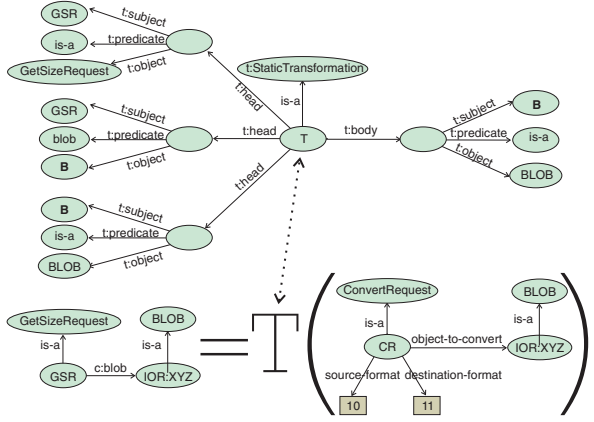 GSR
t:subject
is-a
t:predicate
GetSizeRequest
t:object
t:head
t:StaticTransformation
is-a
GSR
t:subject
blob
t:predicate
B
t:object
t:head
T
t:body
t:subject
B
t:predicate
is-a
t:object
BLOB
t:head
B
t:subject
is-a
t:predicate
BLOB
t:object
GetSizeRequest
BLOB
is-a
is-a
GSR
c:blob
IOR:XYZ
=
T
(
ConvertRequest
BLOB
is-a
is-a
CR
object-to-convert
IOR:XYZ
source-format
destination-format
10
11
)